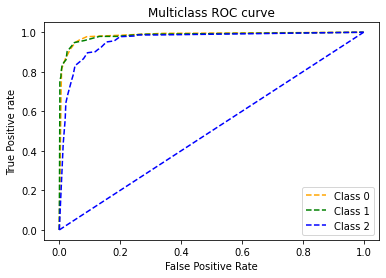 Multiclass ROC curve
True Positive rate
1.0
0.8
0.6
0.4
0.2
0.0
Class 0
Class 1
Class 2
0.0 0.2 0.4 0.6 0.8 1.0
False Positive Rate